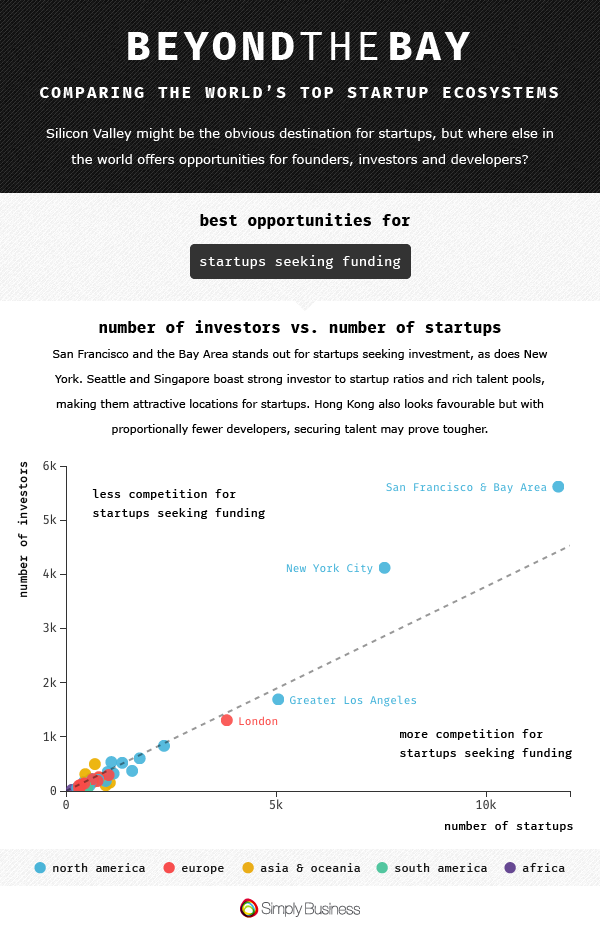 BEYONDTHEBAY
COMPARING THE WORLD'S TOP STARTUP ECOSYSTEMS
Silicon Valley might be the obvious destination for startups, but where else in
the world offers opportunities for founders, investors and developers?
best opportunities for
startups seeking funding
number of investors vs. number of startups
San Francisco and the Bay Area stands out for startups seeking investment, as does New
York. Seattle and Singapore boast strong investor to startup ratios and rich talent pools,
making them attractive locations for startups. Hong Kong also looks favourable but with
proportionally fewer developers, securing talent may prove tougher.
number of investors
6k
5k
4k
3k
2k
1k
0
less competition for
startups seeking funding
San Francisco & Bay Area
New York City
Greater Los Angeles
London
more competition for
startups seeking funding
0
5k
10k
number of startups
north america
europe
asia & oceania
south america
africa
Simply Business